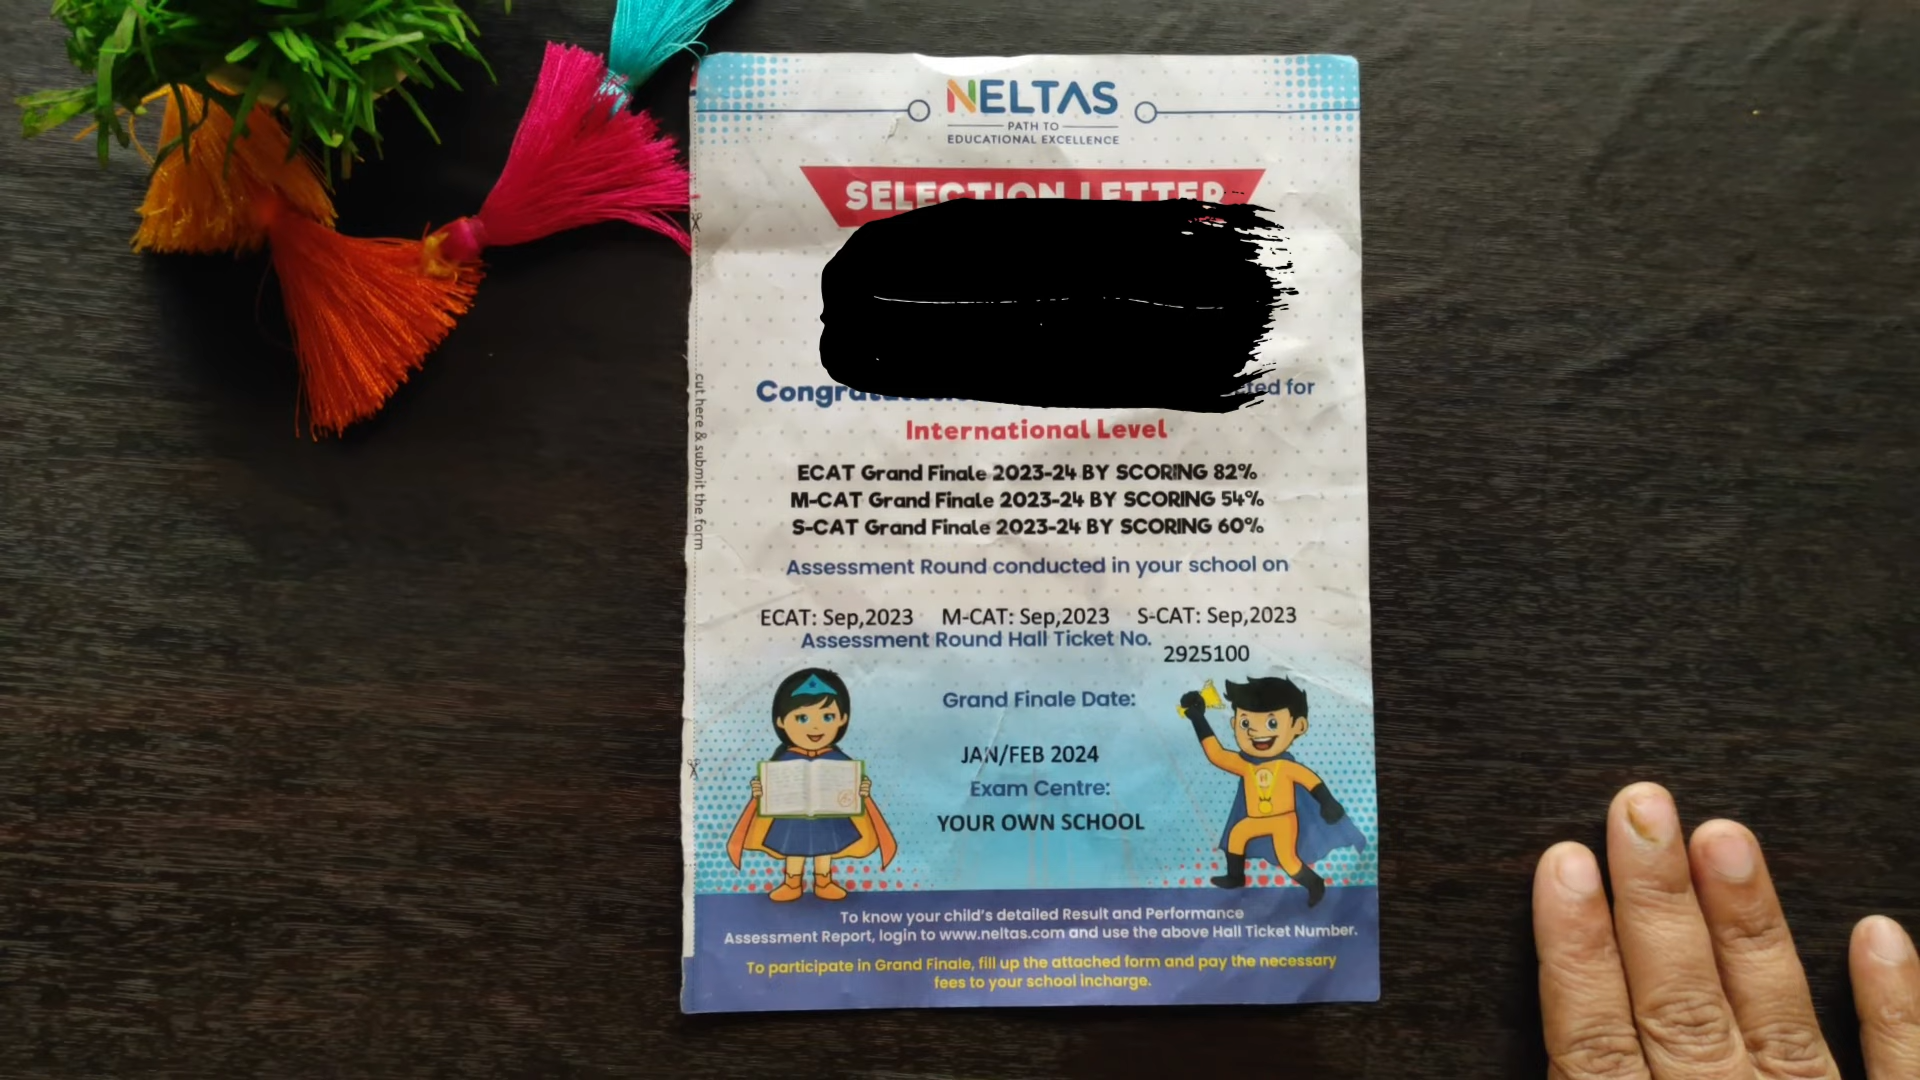 NELTAS
PATH TO
EDUCATIONAL EXCELLENCE
SELECTION LETTER
for
International Level
ECAT Grand Finale 2023-24 BY SCORING 82%
M-CAT Grand Finale 2023-24 BY SCORING 54%
S-CAT Grand Finale 2023-24 BY SCORING 60%
Assessment Round conducted in your school on
ECAT: Sep,2023 M-CAT: Sep,2023 S-CAT: Sep,2023
Assessment Round Hall Ticket No.
2925100
Grand Finale Date:
JAN/FEB 2024
Exam Centre:
YOUR OWN SCHOOL
To know your child's detailed Result and Performance
Assessment Report, login to www.neltas.com and use the above Hall Ticket Number.
To participate in Grand Finale, fill up the attached form and pay the necessary
fees to your school incharge.
cut here & submit the form